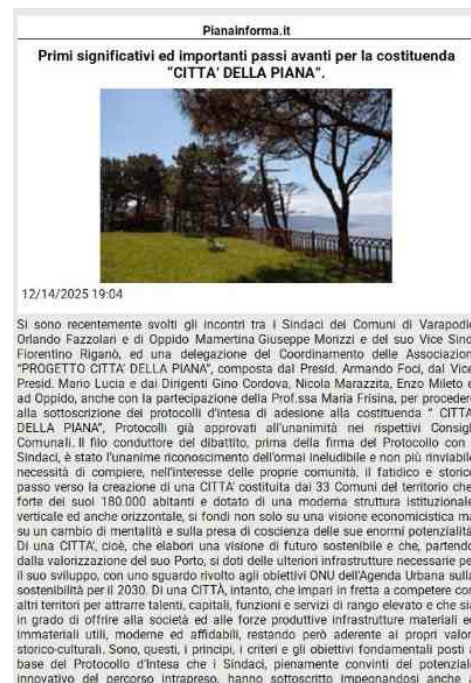 Pianainforma.it
Primi significativi ed importanti passi avanti per la costituenda
"CITTA' DELLA PIANA".
12/14/2025 19:04
Si sono recentemente svolti gli incontri tra i Sindaci dei Comuni di Varapodio
Orlando Fazzolari e di Oppido Mamertina Giuseppe Morizzi e del suo Vice Sind
Fiorentino Riganò, ed una delegazione del Coordinamento delle Associazion
"PROGETTO CITTA' DELLA PIANA", composta dal Presid. Armando Foci, dal Vice
Presid. Mario Lucia e dai Dirigenti Gino Cordova, Nicola Marazzita, Enzo Mileto e
ad Oppido, anche con la partecipazione della Prof.ssa Maria Frisina, per procedere
alla sottoscrizione dei protocolli d'intesa di adesione alla costituenda " CITTA
DELLA PIANA", Protocolli già approvati all'unanimità nei rispettivi Consigl
Comunali. Il filo conduttore del dibattito, prima della firma del Protocollo con i
Sindaci, è stato l'unanime riconoscimento dell'ormai ineludibile e non più rinviabile
necessità di compiere, nell'interesse delle proprie comunità, il fatidico e storico
passo verso la creazione di una CITTA' costituita dai 33 Comuni del territorio che,
forte dei suoi 180.000 abitanti e dotato di una moderna struttura istituzionale
verticale ed anche orizzontale, si fondi non solo su una visione economicistica ma
su un cambio di mentalità e sulla presa di coscienza delle sue enormi potenzialità.
Di una CITTA', cioè, che elabori una visione di futuro sostenibile e che, partendo
dalla valorizzazione del suo Porto, si doti delle ulteriori infrastrutture necessarie per
il suo sviluppo, con uno sguardo rivolto agli obiettivi ONU dell'Agenda Urbana sulla
sostenibilità per il 2030. Di una CITTÀ, intanto, che impari in fretta a competere con
altri territori per attrarre talenti, capitali, funzioni e servizi di rango elevato e che sia
in grado di offrire alla società ed alle forze produttive infrastrutture materiali ed
immateriali utili, moderne ed affidabili, restando però aderente ai propri valori
storico-culturali. Sono, questi, i principi, i criteri e gli obiettivi fondamentali posti a
base del Protocollo d'Intesa che i Sindaci, pienamente convinti del potenziale
innovativo del percorso intrapreso, hanno sottoscritto impegnandosi anche a